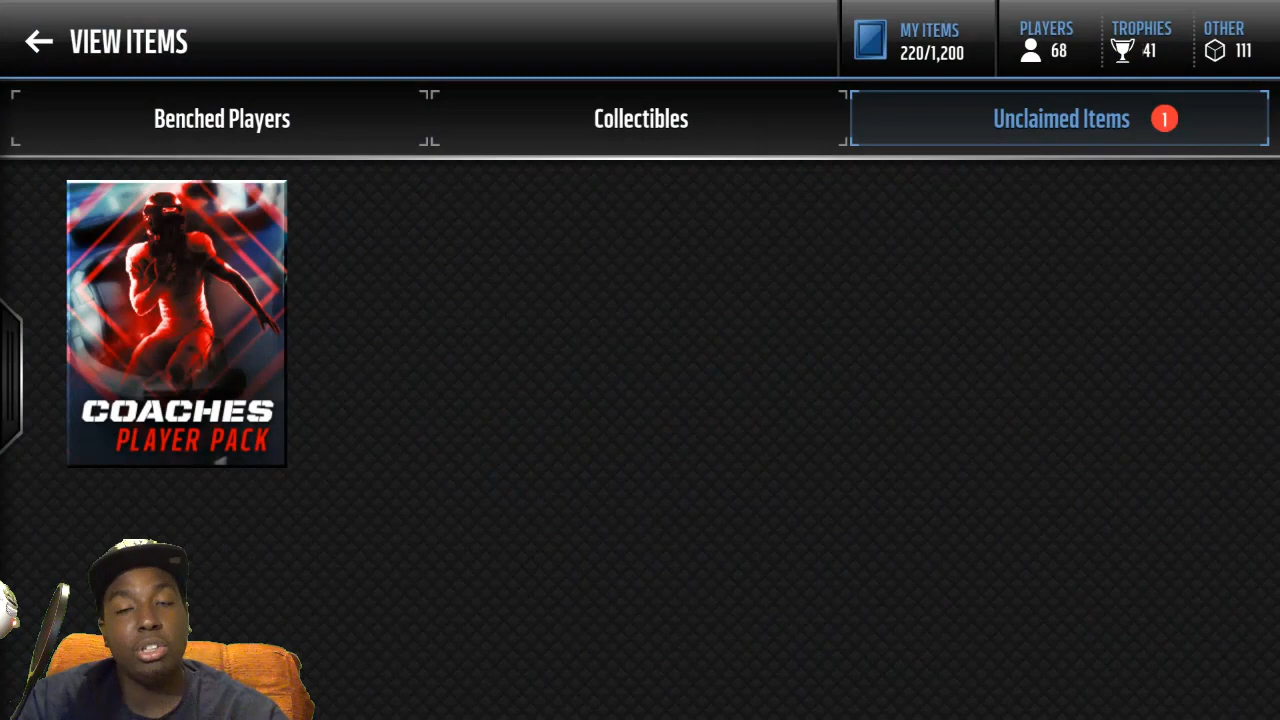 VIEW ITEMS
MY ITEMS
220/1,200
PLAYERS
68
TROPHIES
41
OTHER
111
Benched Players
Collectibles
Unclaimed Items 1
COACHES
PLAYER PACK